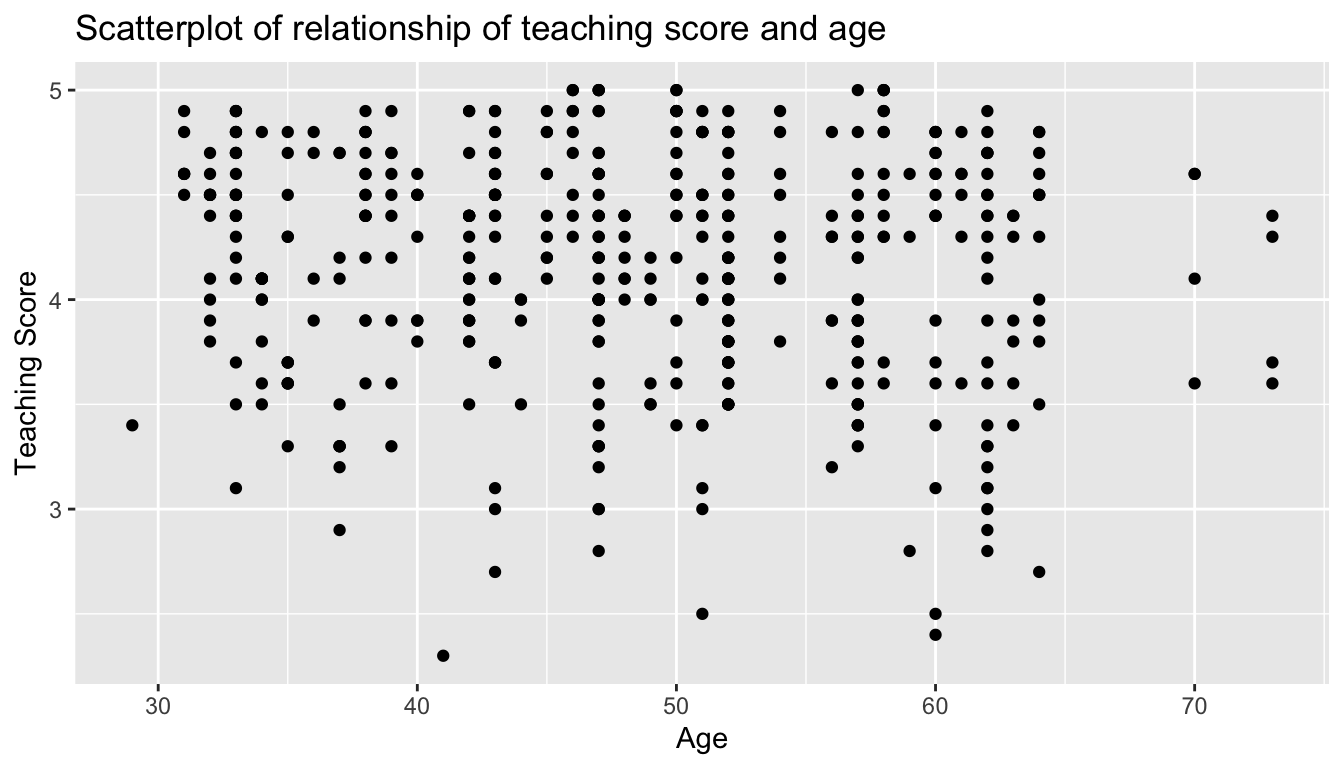 Scatterplot of relationship of teaching score and age
Teaching Score
5
4
3
30 40 50 60 70
Age